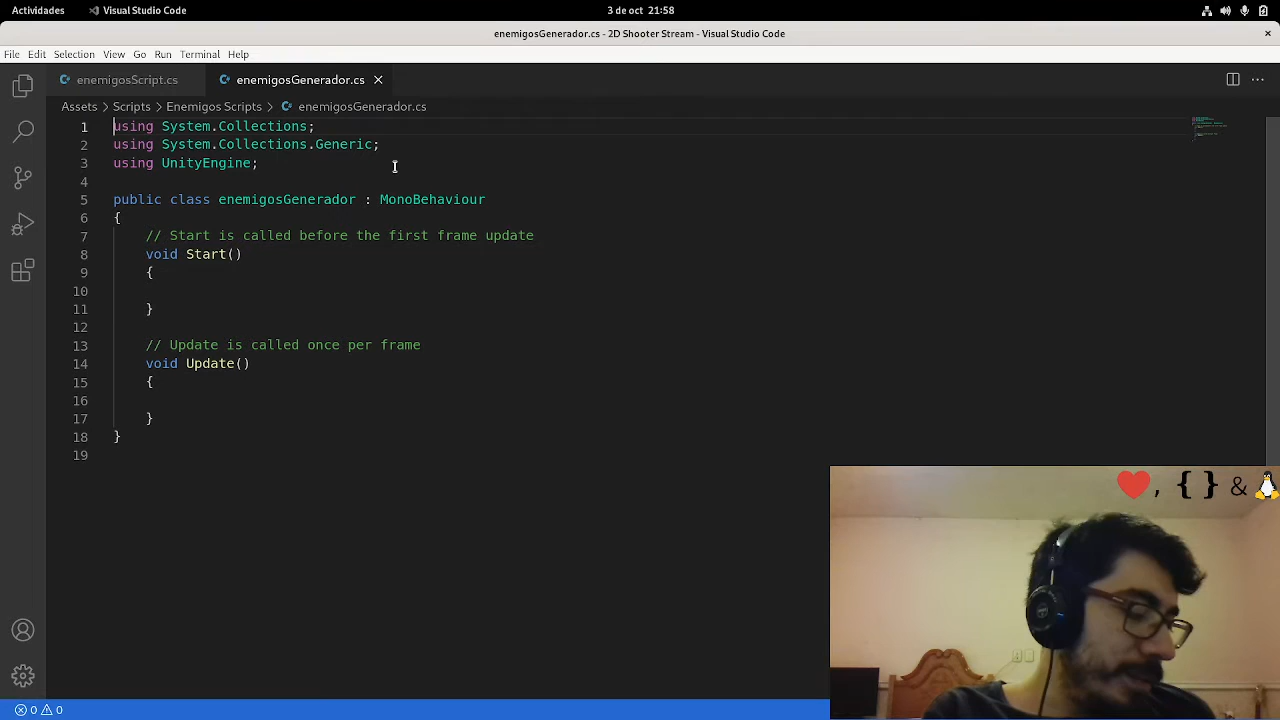 Actividades
Visual Studio Code
3 de oct 21:58
enemigosGenerador.cs - 2D Shooter Stream - Visual Studio Code
×
File Edit Selection View Go Run Terminal Help
enemigosScript.cs
enemigosGenerador.cs
Assets > Scripts > Enemigos Scripts > enemigosGenerador.cs
1 using System.Collections;
2 using System.Collections.Generic;
3 using UnityEngine;
4
5 public class enemigosGenerador : MonoBehaviour
6 {
7 // Start is called before the first frame update
8 void Start()
9 {
10
11 }
12
13 // Update is called once per frame
14 void Update()
15 {
16
17 }
18 }
19
, { } &
0 0